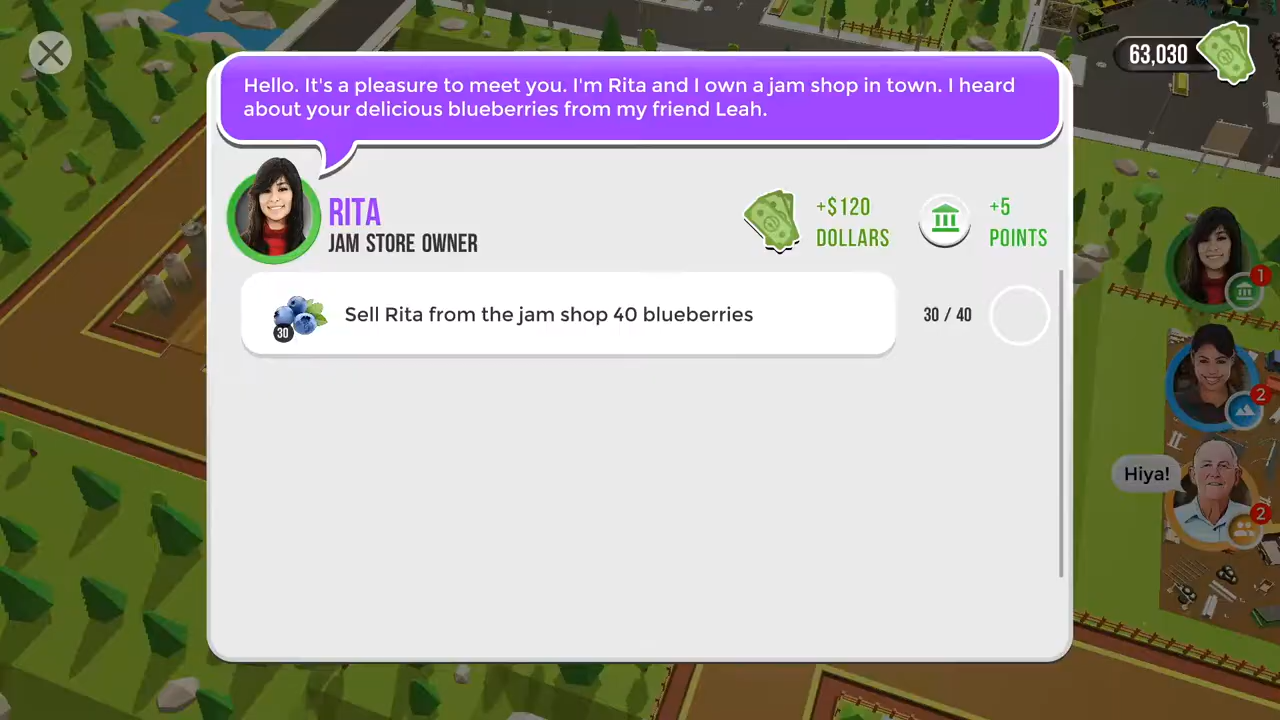 63,030
Hello. It's a pleasure to meet you. I'm Rita and I own a jam shop in town. I heard
about your delicious blueberries from my friend Leah.
RITA
JAM STORE OWNER
+$120
DOLLARS
+5
POINTS
30
Sell Rita from the jam shop 40 blueberries
30 / 40
1
2
Hiya!
2